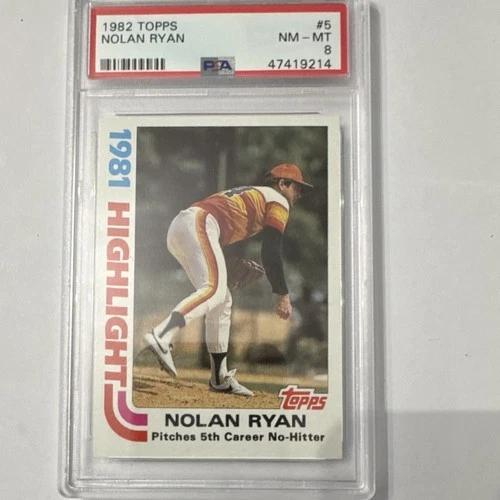 1982 TOPPS #5
NOLAN RYAN NM - MT
8
PSA 47419214
1981 HIGHLIGHT
Topps
NOLAN RYAN
Pitches 5th Career No-Hitter